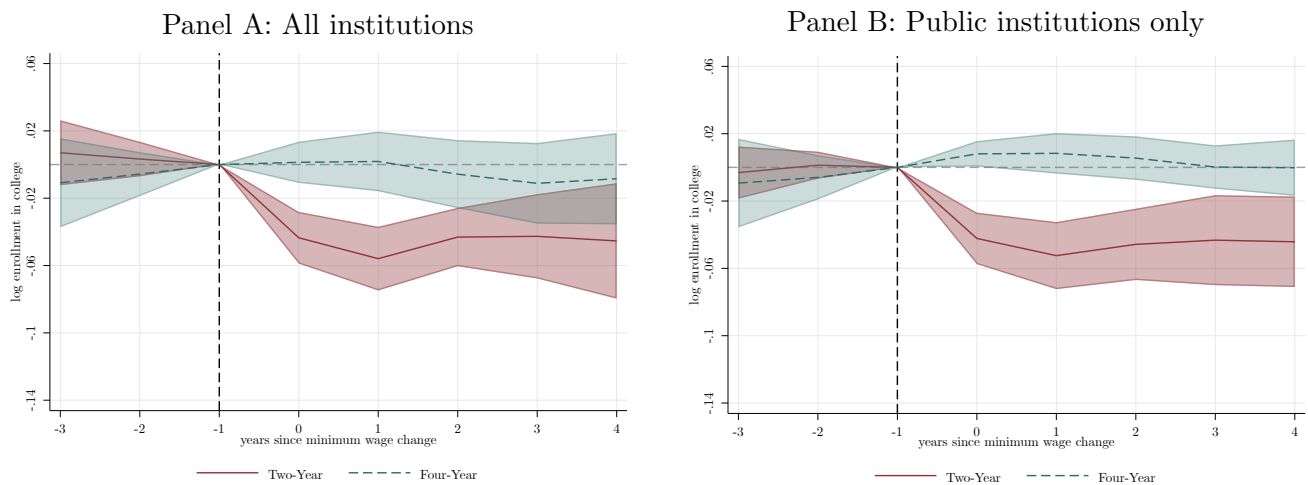 Panel A: All institutions
log enrollment in college
.06
.02
-.02
-.06
-.1
-.14
-3
-2
-1
0
1
2
3
4
years since minimum wage change
Two-Year
Four-Year
Panel B: Public institutions only
log enrollment in college
.06
.02
-.02
-.06
-.1
-.14
-3
-2
-1
0
1
2
3
4
years since minimum wage change
Two-Year
Four-Year